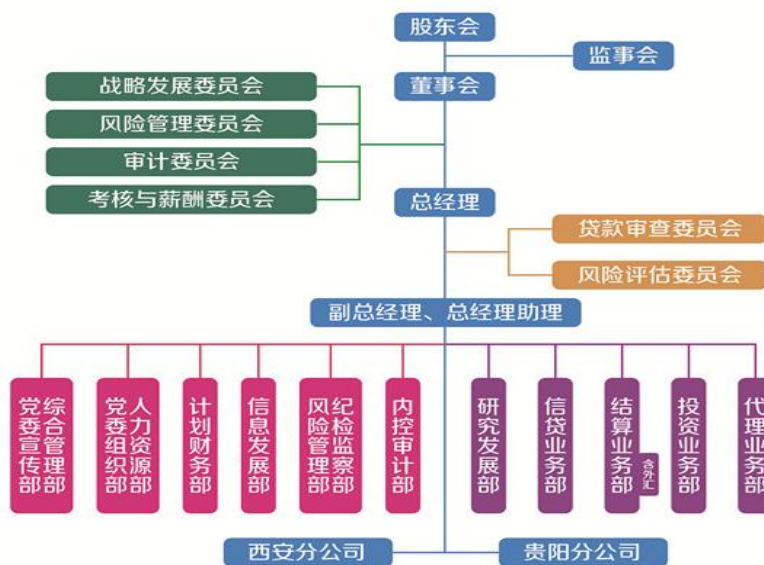 股东会
监事会
董事会
战略发展委员会
风险管理委员会
审计委员会
考核与薪酬委员会
总经理
贷款审查委员会
风险评估委员会
副总经理、总经理助理
综合管理部
党委宣传部
人力资源部
党委组织部
计划财务部
信息发展部
纪检监察部
风险管理部
内控审计部
研究发展部
信贷业务部
结算业务部
含外汇
投资业务部
代理业务部
西安分公司
贵阳分公司